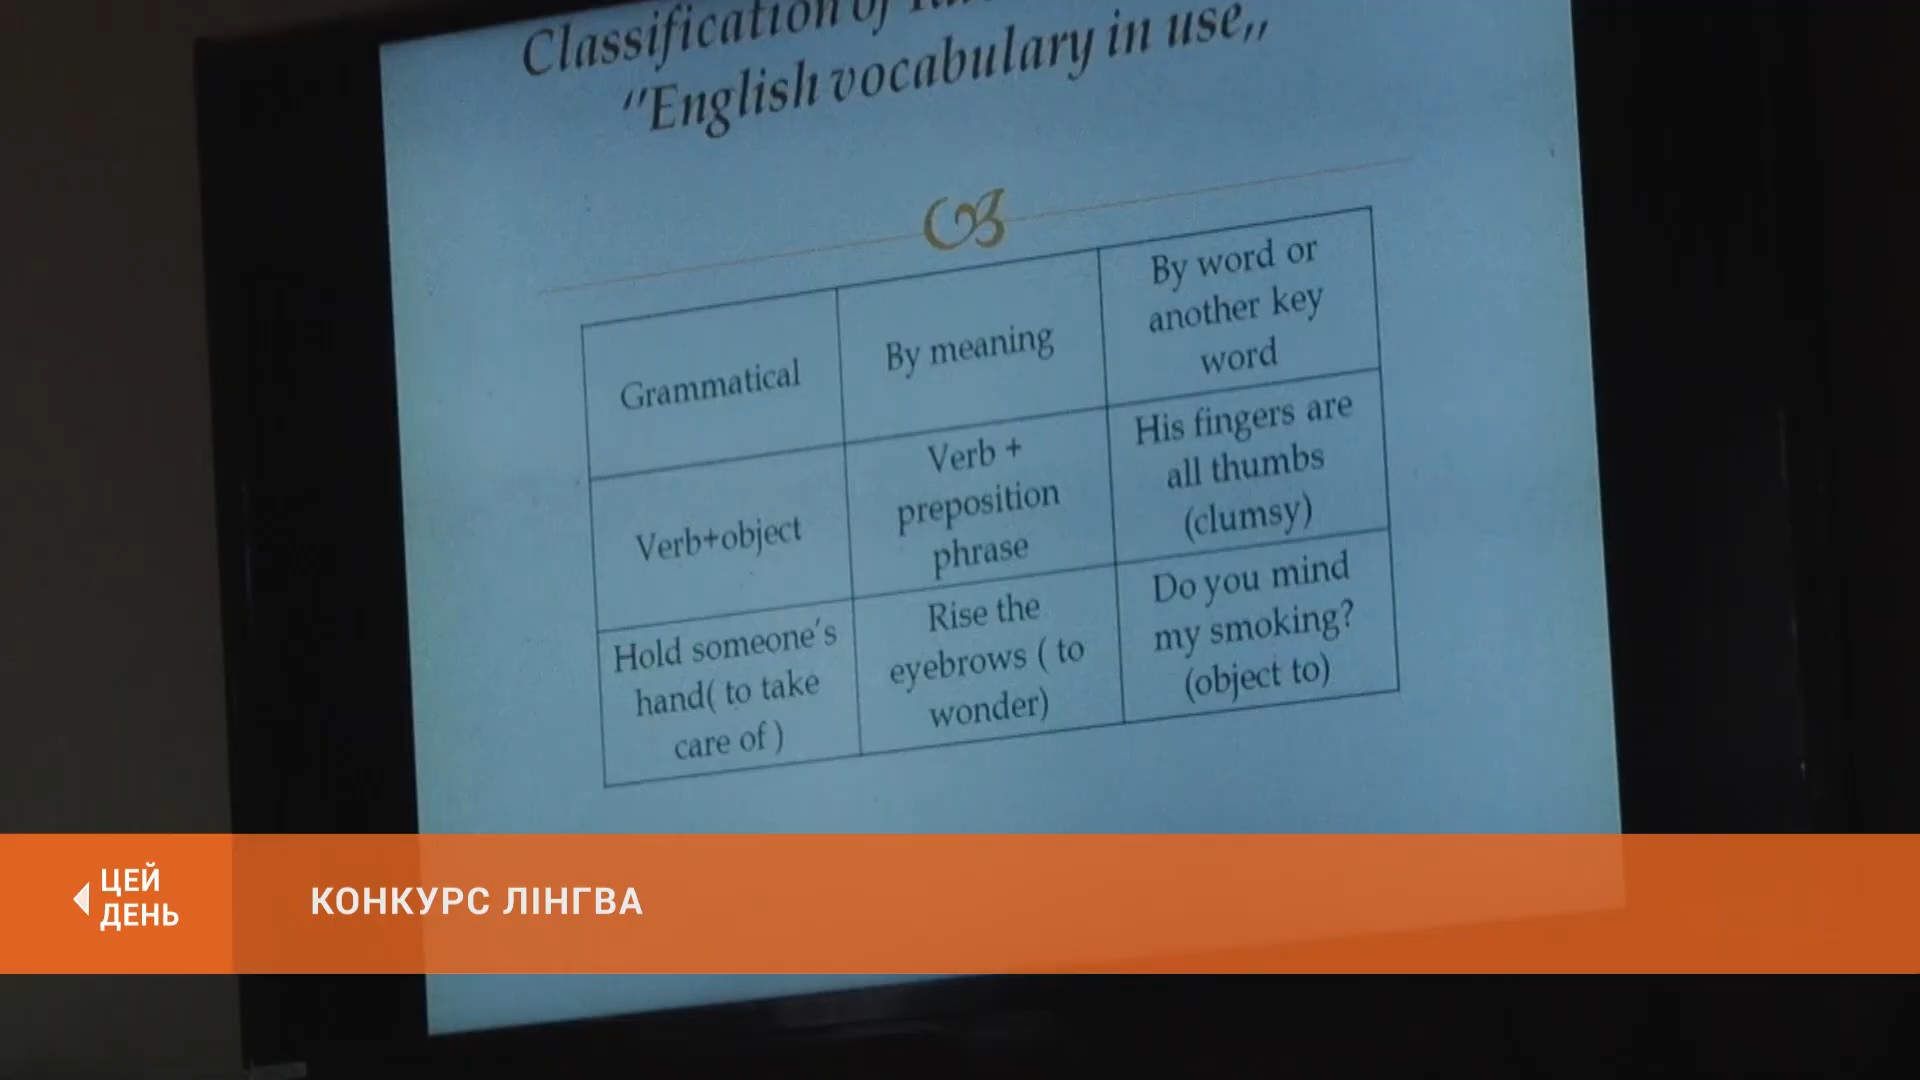 Classification of
"English vocabulary in use„
Grammatical
By meaning
By word or
another key
word
Verb+object
Verb +
preposition
phrase
His fingers are
all thumbs
(clumsy)
Hold someone's
hand( to take
care of )
Rise the
eyebrows ( to
wonder)
Do you mind
my smoking?
(object to)
ЦЕЙ
ДЕНЬ
КОНКУРС ЛІНГВА